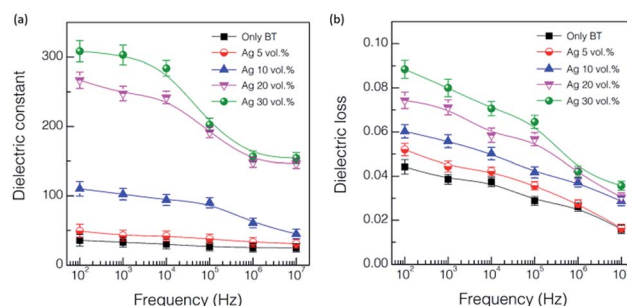 (a)
Dielectric constant
300
200
100
0
Only BT
Ag 5 vol.%
Ag 10 vol.%
Ag 20 vol.%
Ag 30 vol.%
10² 10³ 10⁴ 10⁵ 10⁶ 10⁷
Frequency (Hz)
(b)
Dielectric loss
0.10
0.08
0.06
0.04
0.02
0.00
Only BT
Ag 5 vol.%
Ag 10 vol.%
Ag 20 vol.%
Ag 30 vol.%
10² 10³ 10⁴ 10⁵ 10⁶ 10
Frequency (Hz)